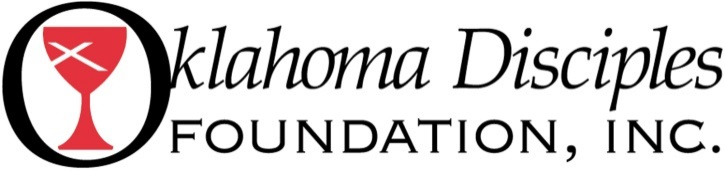 Oklahoma Disciples
FOUNDATION, INC.